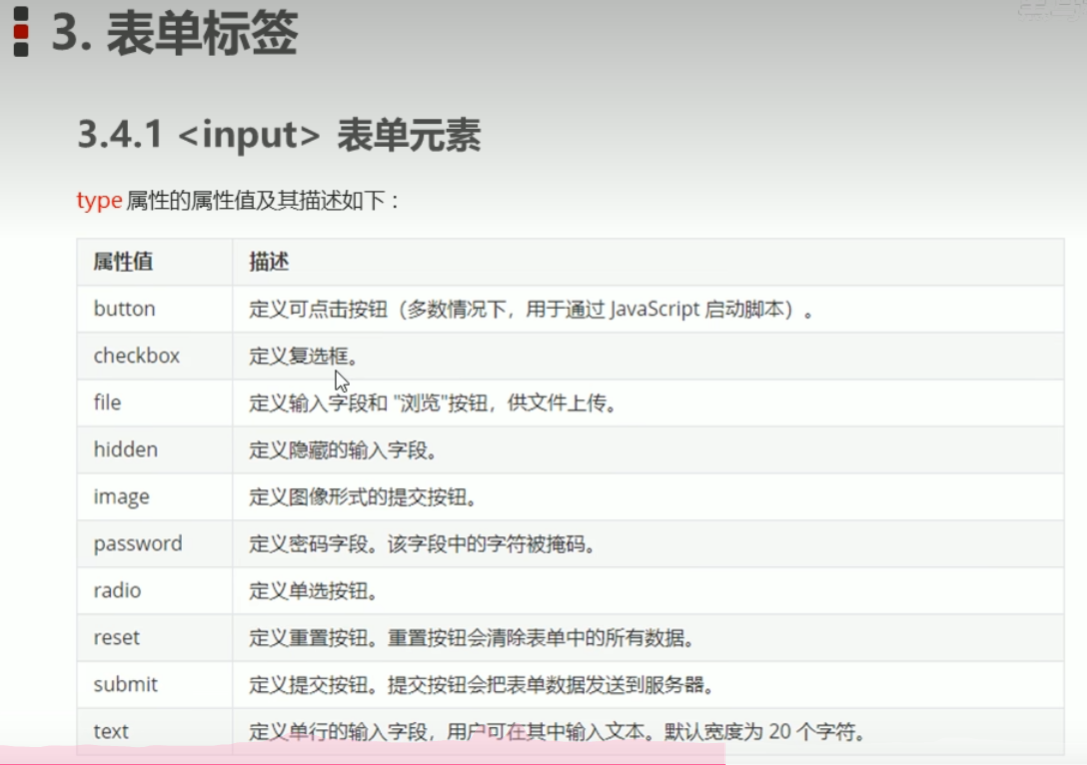 3. 表单标签
3.4.1 <input> 表单元素
type 属性的属性值及其描述如下：
属性值 描述
button 定义可点击按钮（多数情况下，用于通过 JavaScript 启动脚本）。
checkbox 定义复选框。
file 定义输入字段和 "浏览"按钮，供文件上传。
hidden 定义隐藏的输入字段。
image 定义图像形式的提交按钮。
password 定义密码字段。该字段中的字符被掩码。
radio 定义单选按钮。
reset 定义重置按钮。重置按钮会清除表单中的所有数据。
submit 定义提交按钮。提交按钮会把表单数据发送到服务器。
text 定义单行的输入字段，用户可在其中输入文本。默认宽度为 20 个字符。